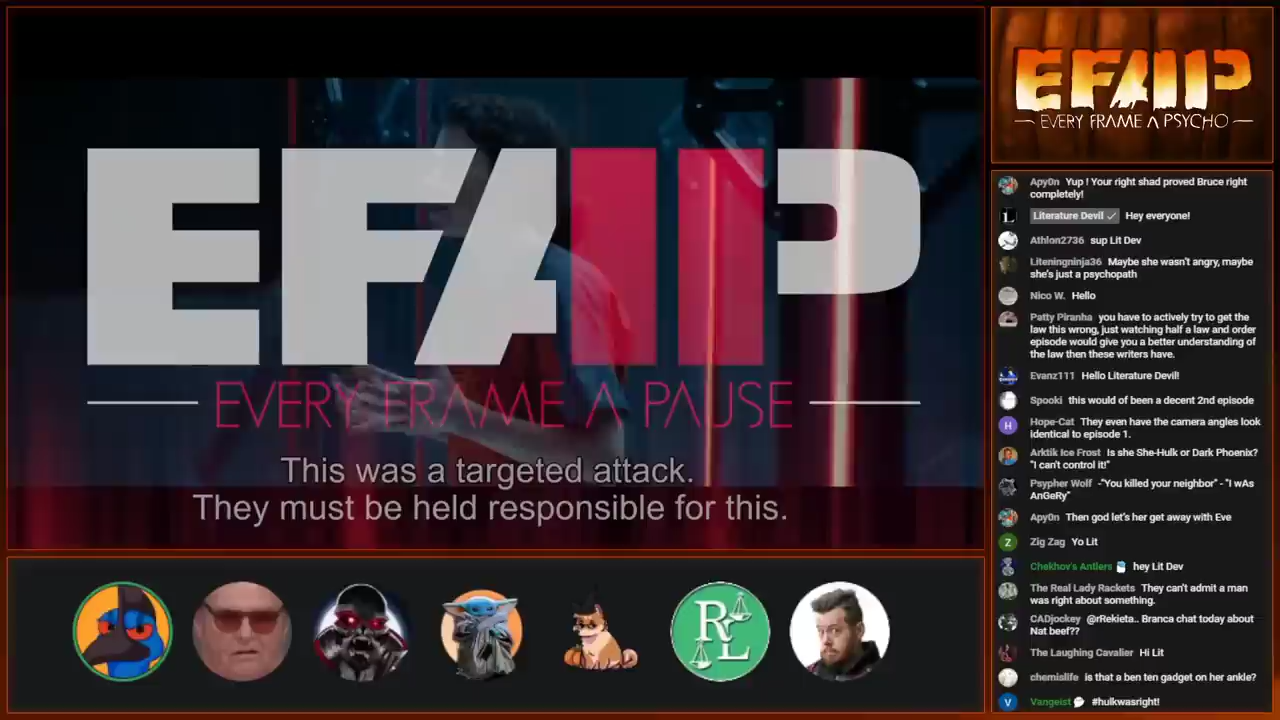 EFAP
EVERY FRAME A PAUSE
This was a targeted attack.
They must be held responsible for this.
RL
EFAP
EVERY FRAME A PSYCHO
Apy0n Yup ! Your right shad proved Bruce right
completely!
Literature Devil Hey everyone!
Athlon2736 sup Lit Dev
Liteningninja36 Maybe she wasn't angry, maybe
she's just a psychopath
Nico W. Hello
Patty Piranha you have to actively try to get the
law this wrong, just watching half a law and order
episode would give you a better understanding of
the law then these writers have.
Evanz111 Hello Literature Devil!
Spooki this would of been a decent 2nd episode
H
Hope-Cat They even have the camera angles look
identical to episode 1.
Arktik Ice Frost Is she She-Hulk or Dark Phoenix?
"I can't control it!"
Psypher Wolf -"You killed your neighbor" - "I wAs
AnGeRy"
Apy0n Then god let's her get away with Eve
Z
Zig Zag Yo Lit
Chekhov's Antlers hey Lit Dev
The Real Lady Rackets They can't admit a man
was right about something.
CADjockey @rRekieta.. Branca chat today about
Nat beef??
The Laughing Cavalier Hi Lit
chemislife is that a ben ten gadget on her ankle?
V
Vangeist #hulkwasright!